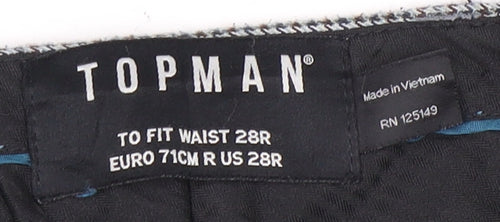 TOPMAN®
TO FIT WAIST 28R
EURO 71CM R US 28R
Made in Vietnam
RN 125149